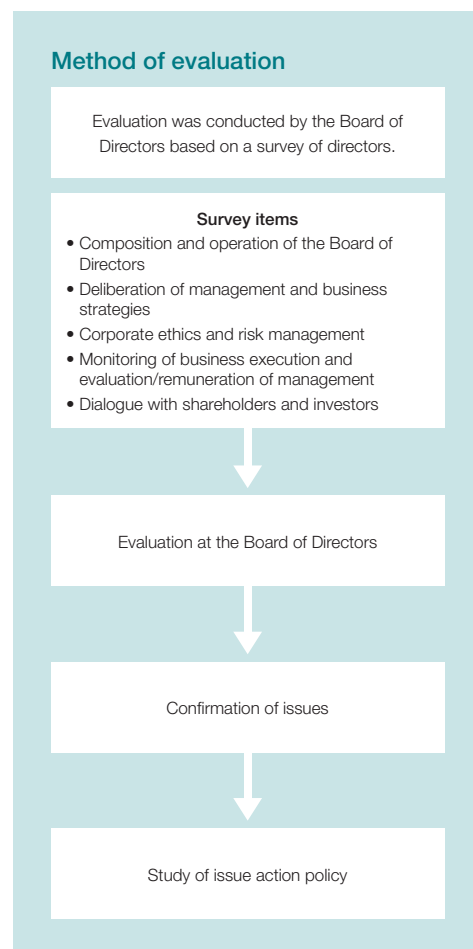 Method of evaluation
Evaluation was conducted by the Board of
Directors based on a survey of directors.
Survey items
• Composition and operation of the Board of
Directors
• Deliberation of management and business
strategies
• Corporate ethics and risk management
• Monitoring of business execution and
evaluation/remuneration of management
• Dialogue with shareholders and investors
Evaluation at the Board of Directors
Confirmation of issues
Study of issue action policy